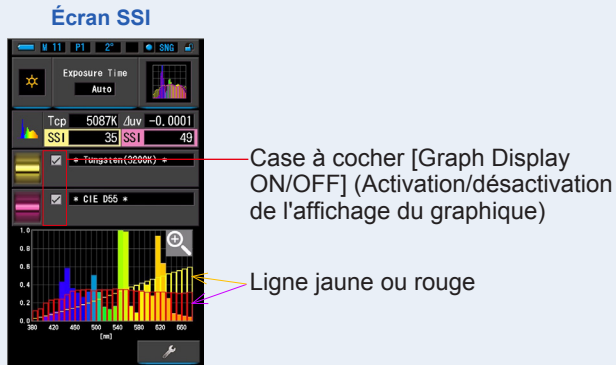 Écran SSI
M 11 P1 2° SNG
Exposure Time
Auto
Tcp 5087K ⊿uv -0.0001
SSI 35 SSI 49
* Tungsten(3200K) *
* CIE D55 *
1.0
0.8
0.6
0.4
0.2
0.0
380 420 460 500 540 580 620 660
[nm]
Case à cocher [Graph Display
ON/OFF] (Activation/désactivation
de l'affichage du graphique)
Ligne jaune ou rouge